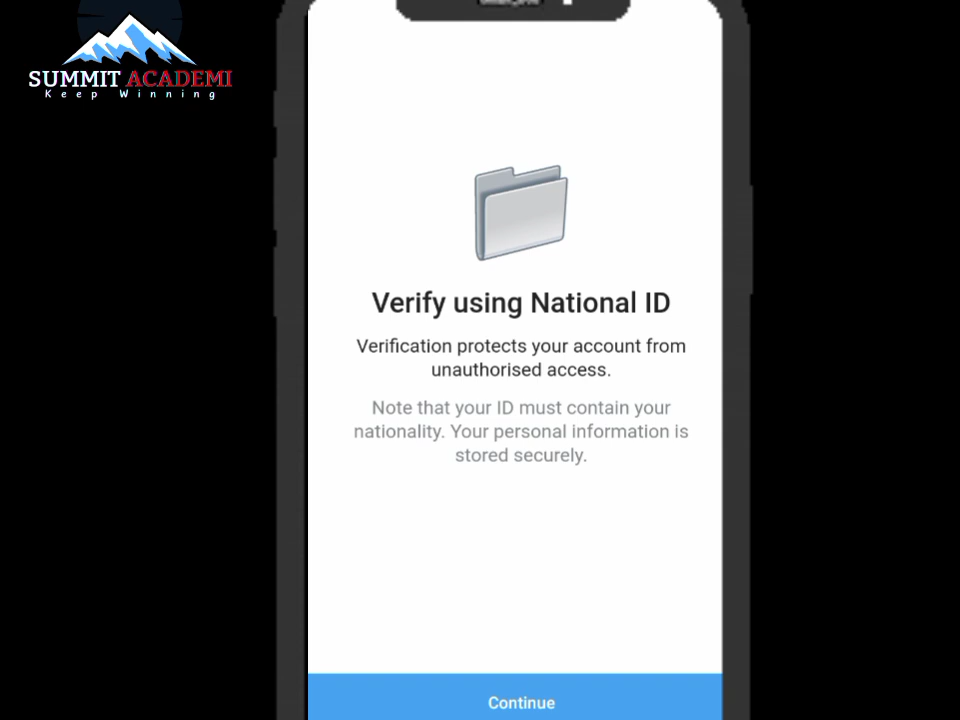 SUMMIT ACADEMI
Keep Winning
Verify using National ID
Verification protects your account from
unauthorised access.
Note that your ID must contain your
nationality. Your personal information is
stored securely.
Continue